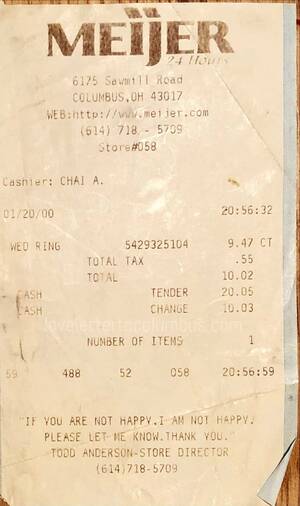 MEIJER
24 Hours
6175 Sawmill Road
COLUMBUS,OH 43017
WEB:http://www.meijer.com
(614) 718 - 5709
Store#058
Cashier: CHAI A.
01/20/00 20:56:32
WED RING 5429325104 9.47 CT
TOTAL TAX .55
TOTAL 10.02
CASH TENDER 20.05
CASH CHANGE 10.03
lovelettertocolumbus.com
NUMBER OF ITEMS 1
59 488 52 058 20:56:59
"IF YOU ARE NOT HAPPY.I AM NOT HAPPY.
PLEASE LET ME KNOW.THANK YOU."
TODD ANDERSON-STORE DIRECTOR
(614)718-5709